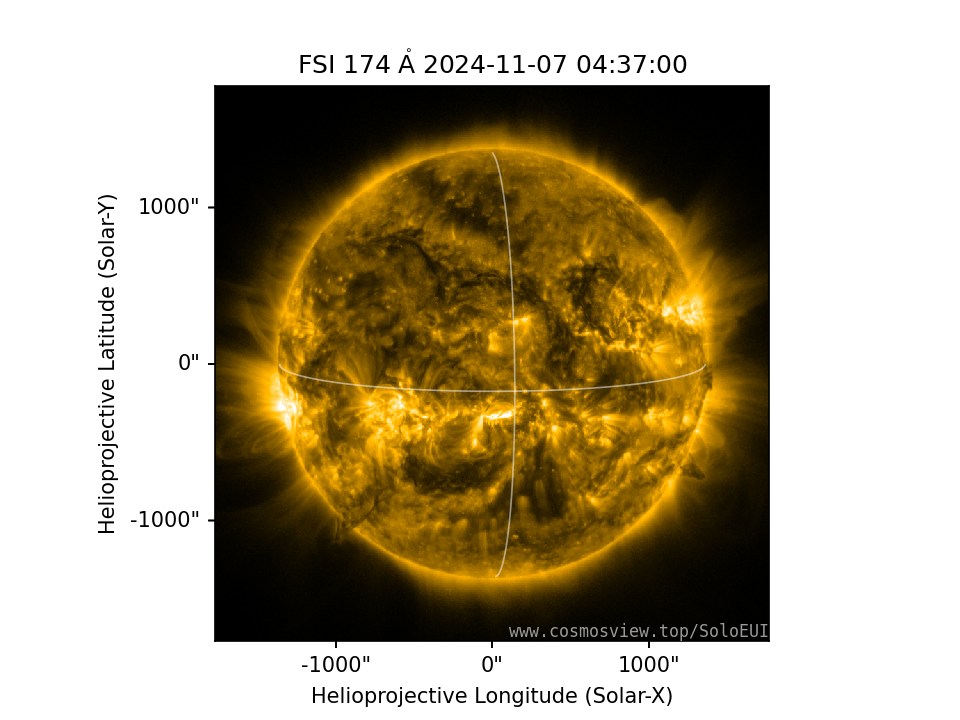 FSI 174 Å 2024-11-07 04:37:00
Helioprojective Latitude (Solar-Y)
1000"
0"
-1000"
www.cosmosview.top/SoloEUI
-1000" 0" 1000"
Helioprojective Longitude (Solar-X)